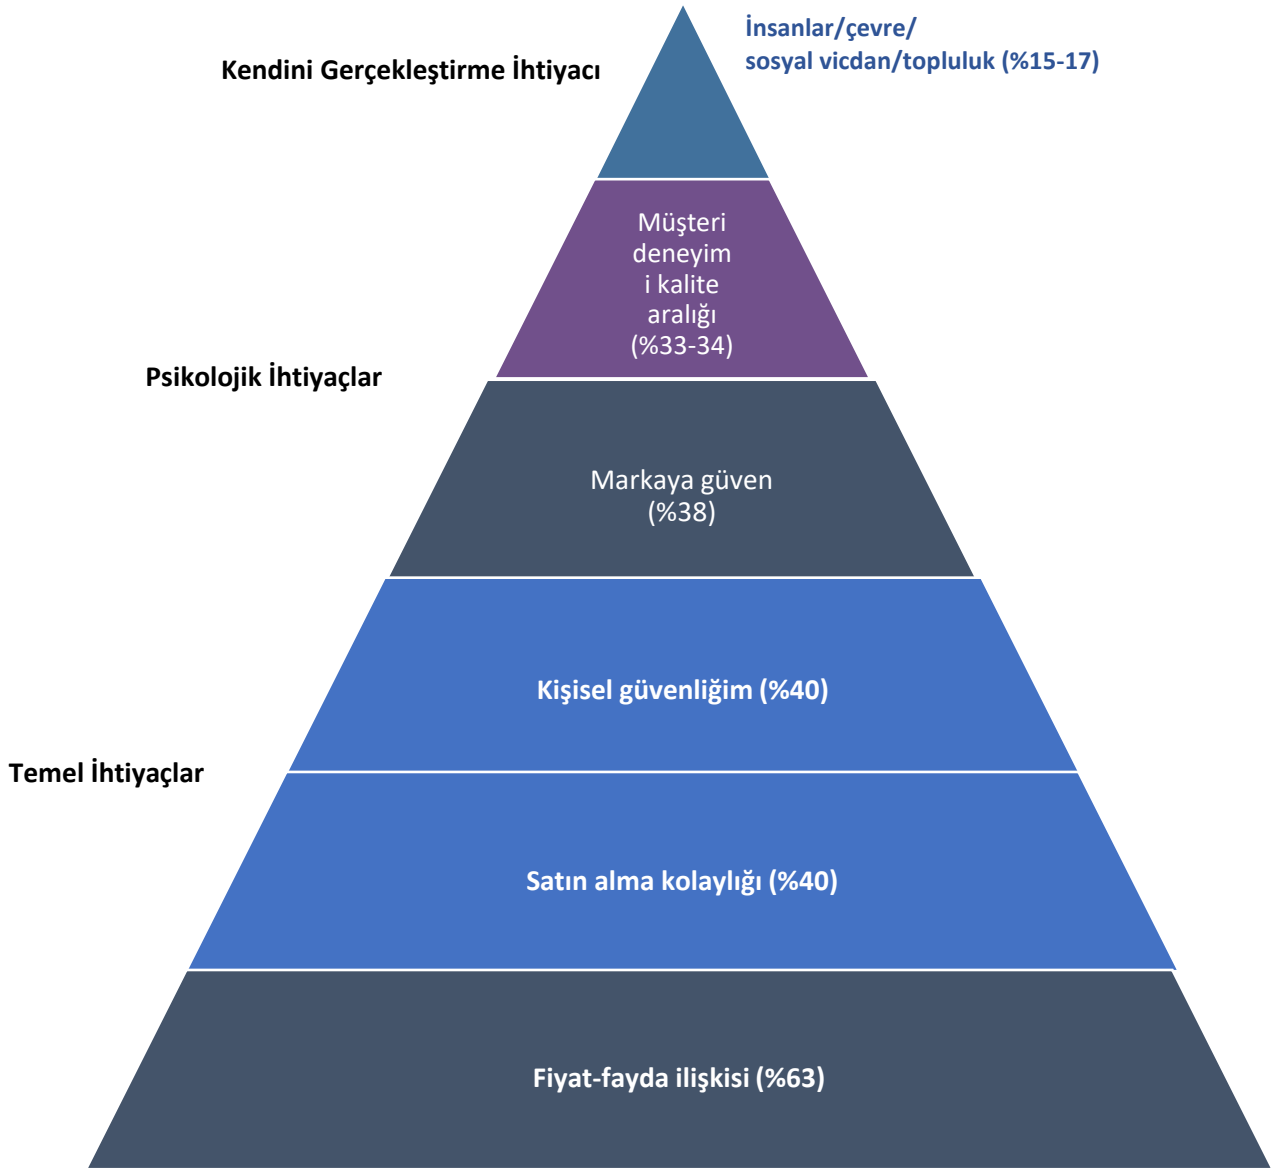 İnsanlar/çevre/
sosyal vicdan/topluluk (%15-17)
Kendini Gerçekleştirme İhtiyacı
Müşteri
deneyim
i kalite
aralığı
(%33-34)
Psikolojik İhtiyaçlar
Markaya güven
(%38)
Kişisel güvenliğim (%40)
Temel İhtiyaçlar
Satın alma kolaylığı (%40)
Fiyat-fayda ilişkisi (%63)